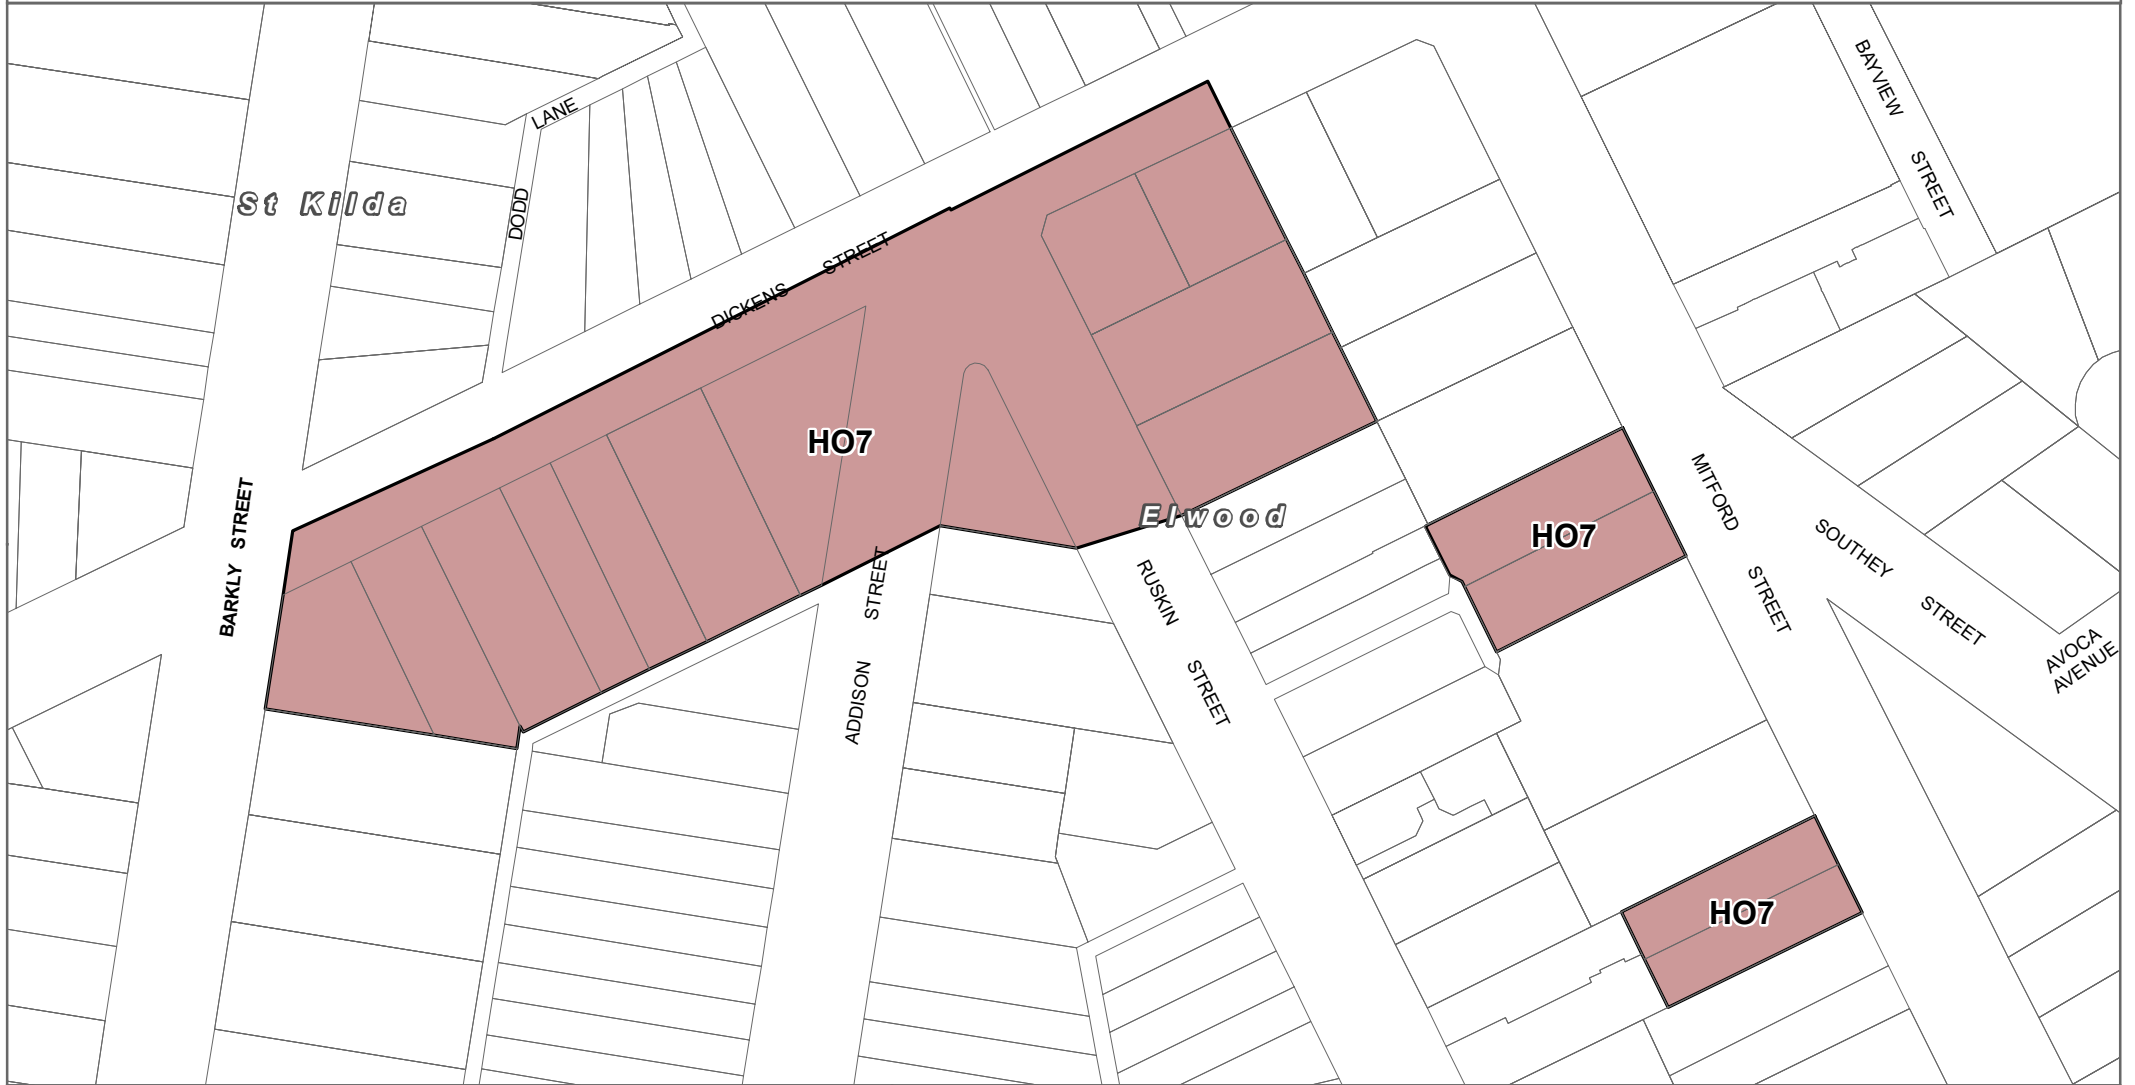 BAYVIEW
STREET
LANE
DODD
St Kilda
DICKENS STREET
HO7
BARKLY STREET
Elwood
HO7
MITFORD
STREET
SOUTHEY
STREET
AVOCA
AVENUE
ADDISON STREET
RUSKIN
STREET
HO7